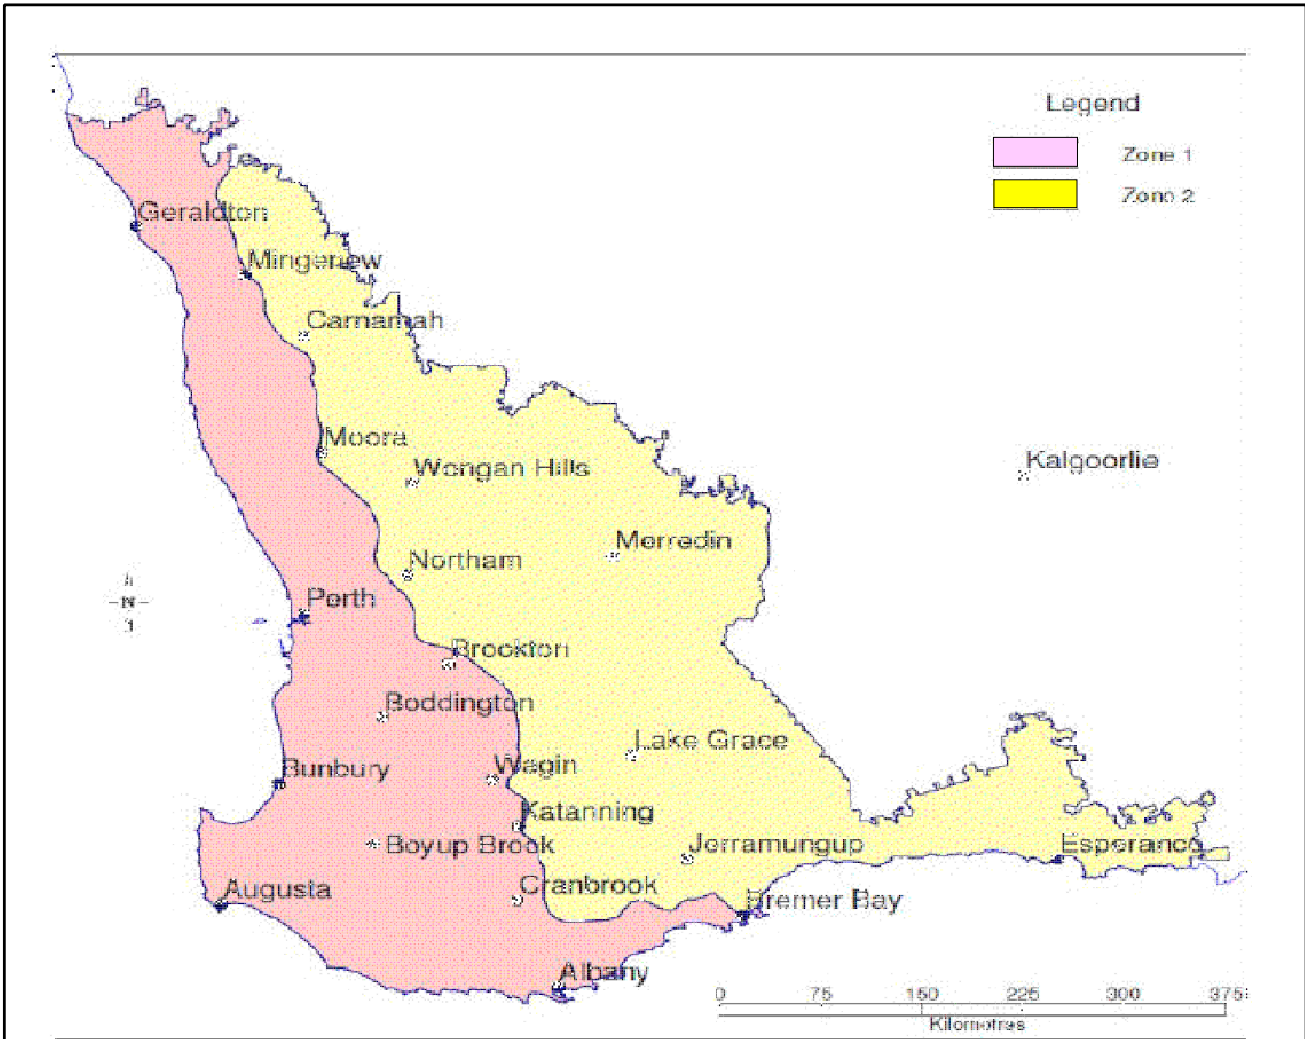 Legend
Zone 1
Zone 2
Geraldton
Mingenew
Carnamah
Moora
Wongan Hills
Kalgoorlie
Merredin
Northam
N
Perth
Brookton
Boddington
Lake Grace
Bunbury
Wagin
Katanning
Boyup Brook
Jerramungup
Esperance
Augusta
Cranbrook
Bremer Bay
Albany
0 75 150 225 300 375
Kilometres